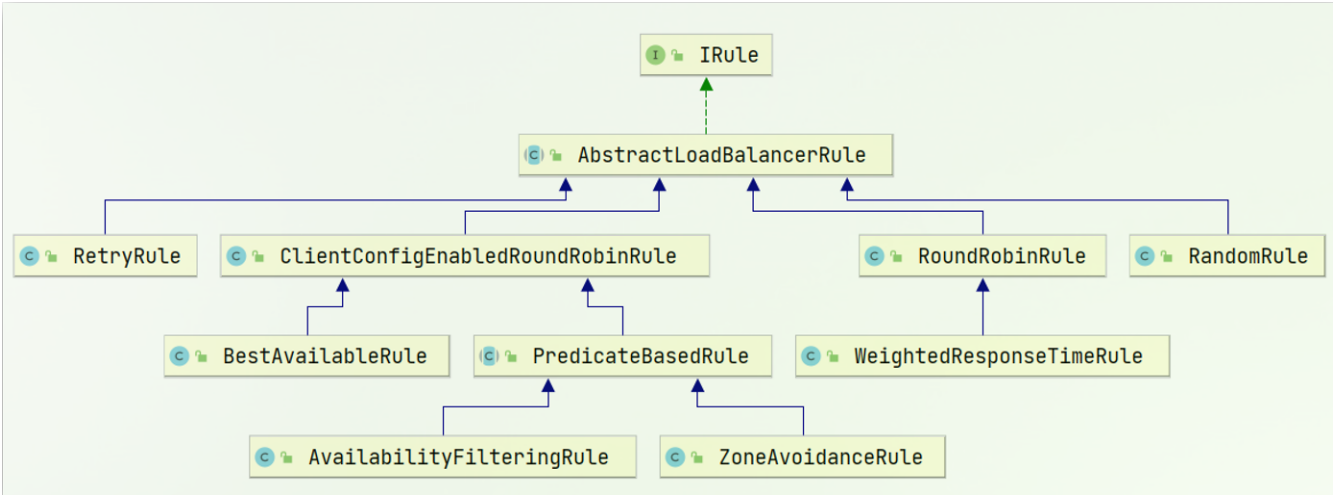 I IRule
C AbstractLoadBalancerRule
C RetryRule C ClientConfigEnabledRoundRobinRule C RoundRobinRule C RandomRule
C BestAvailableRule C PredicateBasedRule C WeightedResponseTimeRule
C AvailabilityFilteringRule C ZoneAvoidanceRule